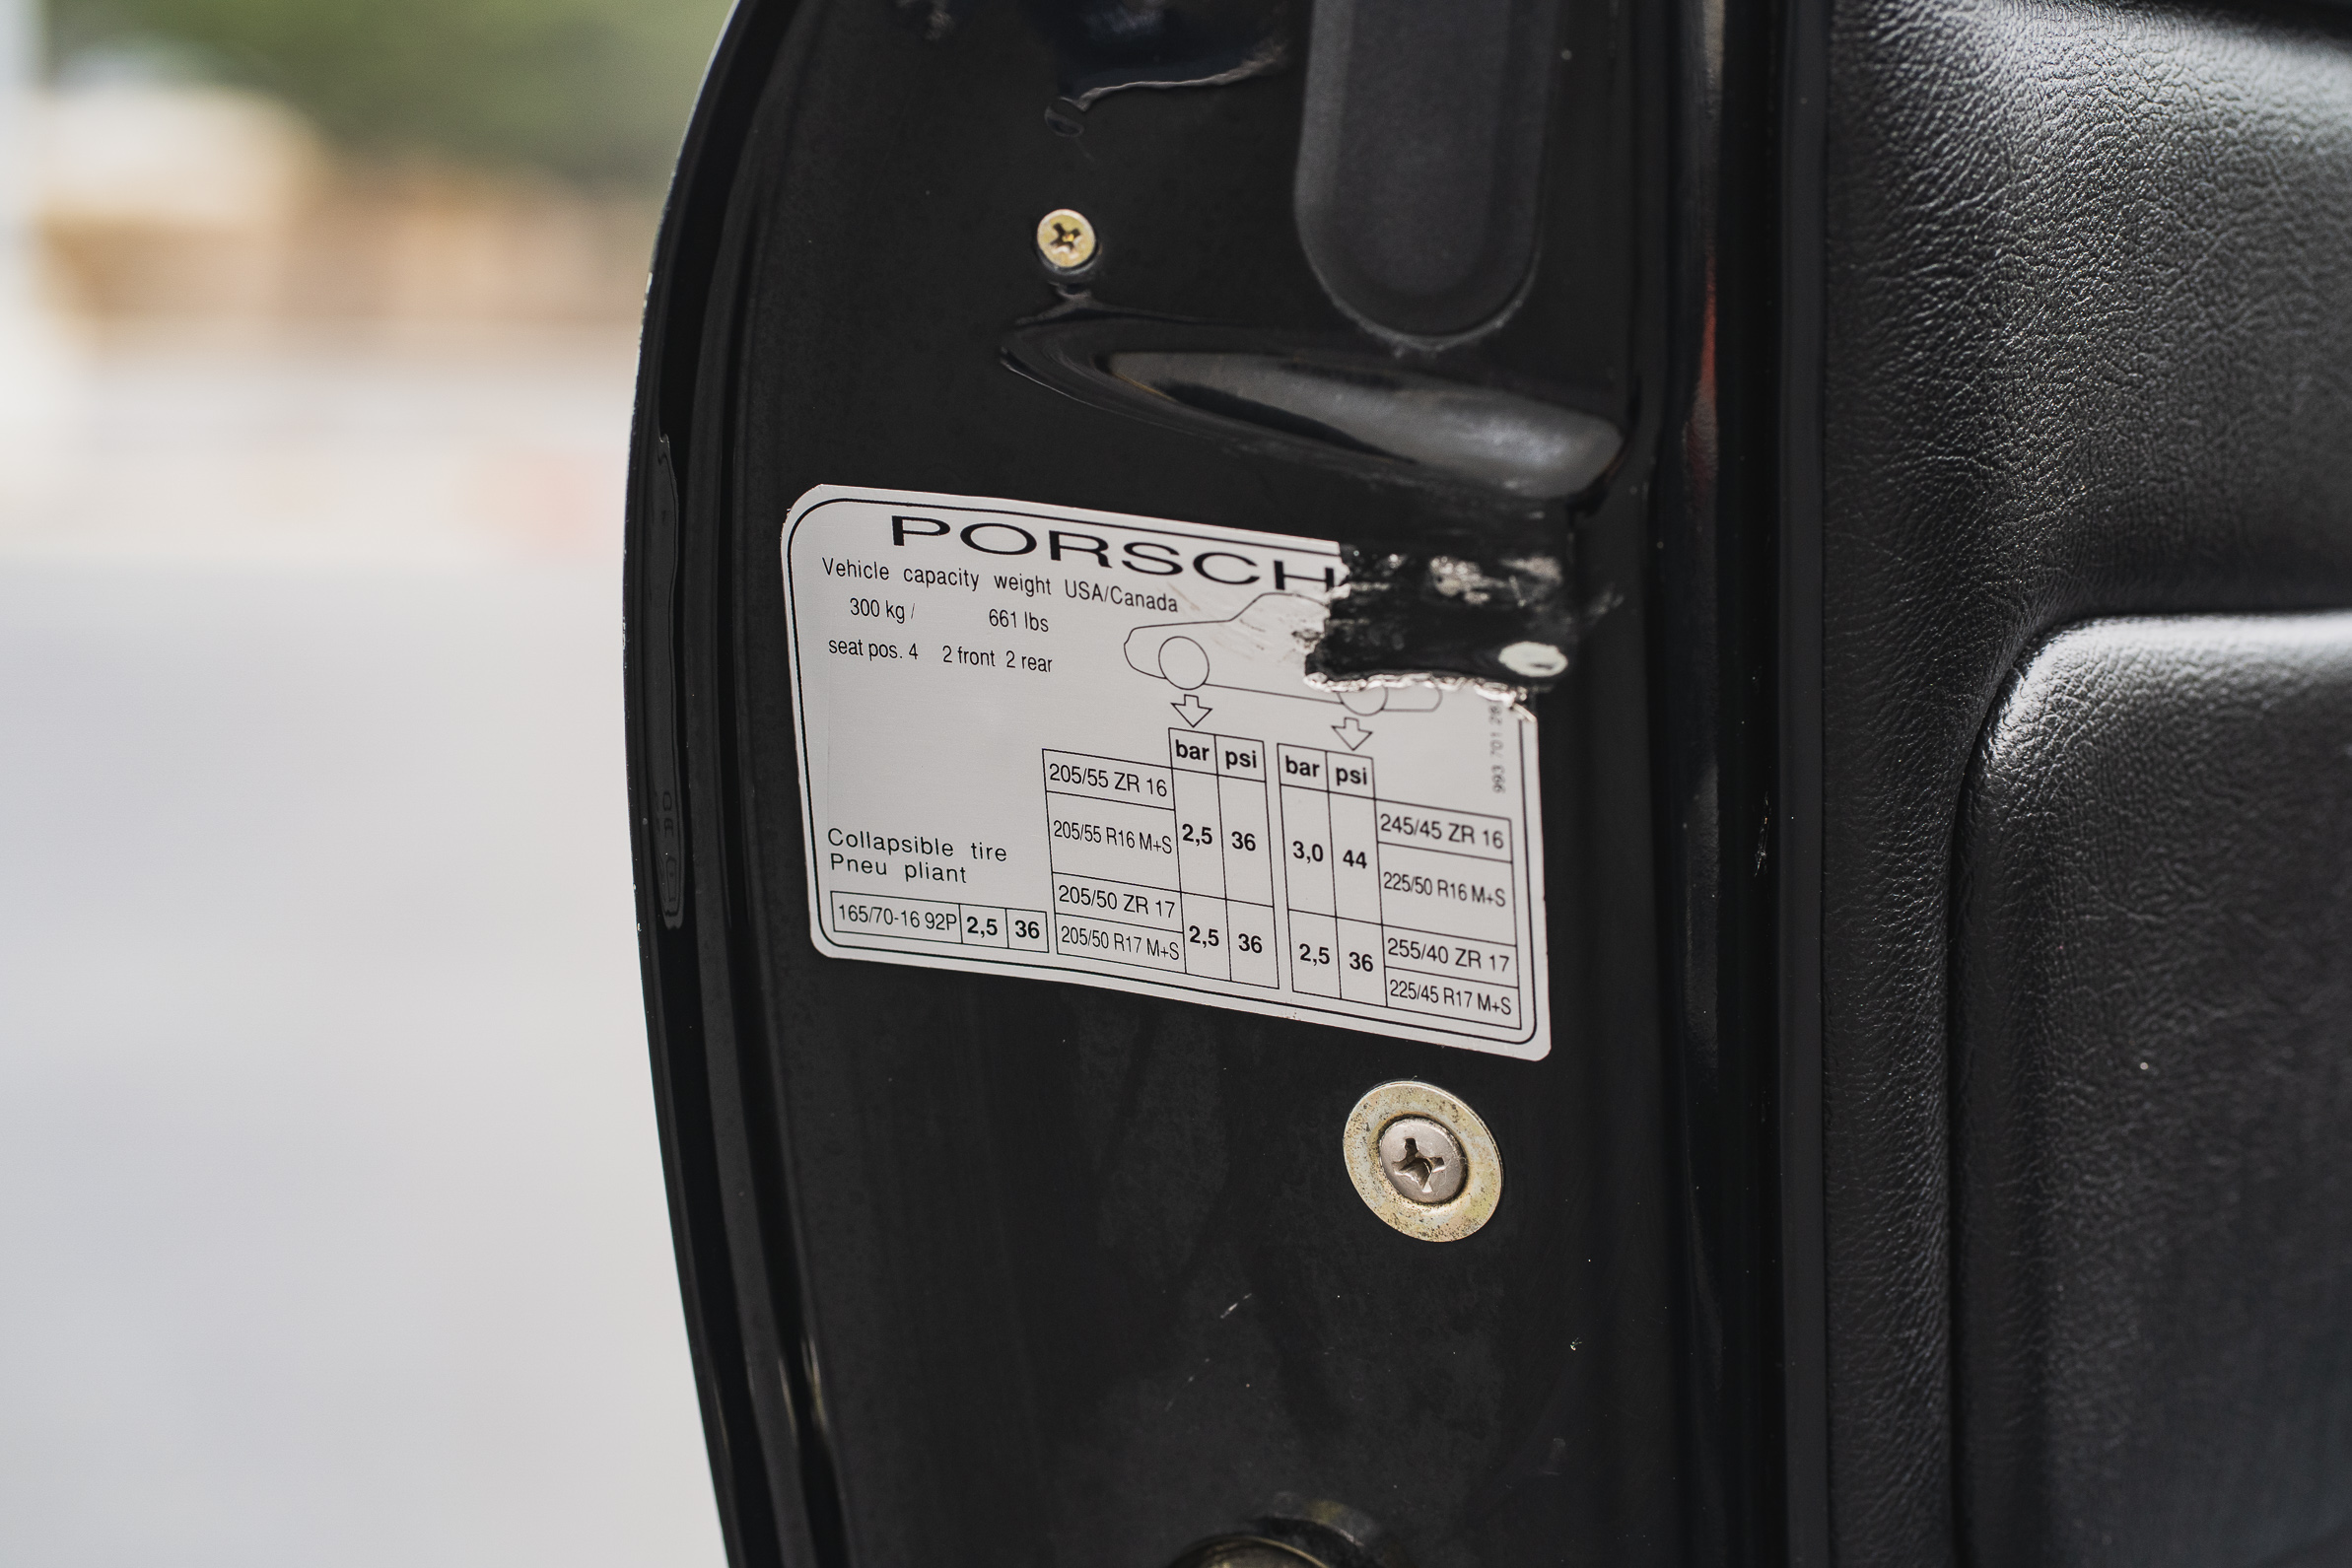 PORSCH
Vehicle capacity weight USA/Canada
300 kg / 661 lbs
seat pos. 4 2 front 2 rear
bar psi bar psi
205/55 ZR 16
245/45 ZR 16
205/55 R16 M+S 2,5 36 3,0 44
225/50 R16 M+S
Collapsible tire
Pneu pliant
205/50 ZR 17
255/40 ZR 17
165/70-16 92P 2,5 36
205/50 R17 M+S 2,5 36 2,5 36
225/45 R17 M+S